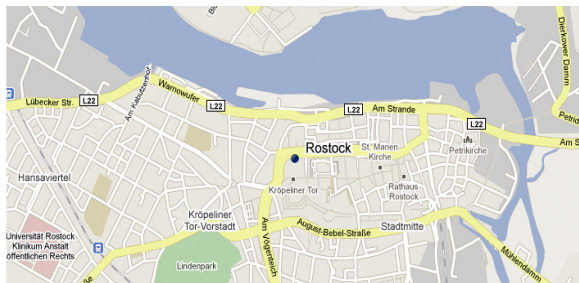 Dierkower Damm
Am Kabutzenhof
Warnowufer
Lübecker Str.
L22
L22
L22
Am Strande
L22
Petrid
Am S
Rostock
St. Marien
Kirche
Petrikirche
Hansaviertel
Kröpeliner Tor
Rathaus
Rostock
Kröpeliner
Tor-Vorstadt
Am Vögenteich
August-Bebel-Straße
Stadtmitte
Universität Rostock
Klinikum Anstalt
öffentlichen Rechts
Lindenpark
Mühlendamm